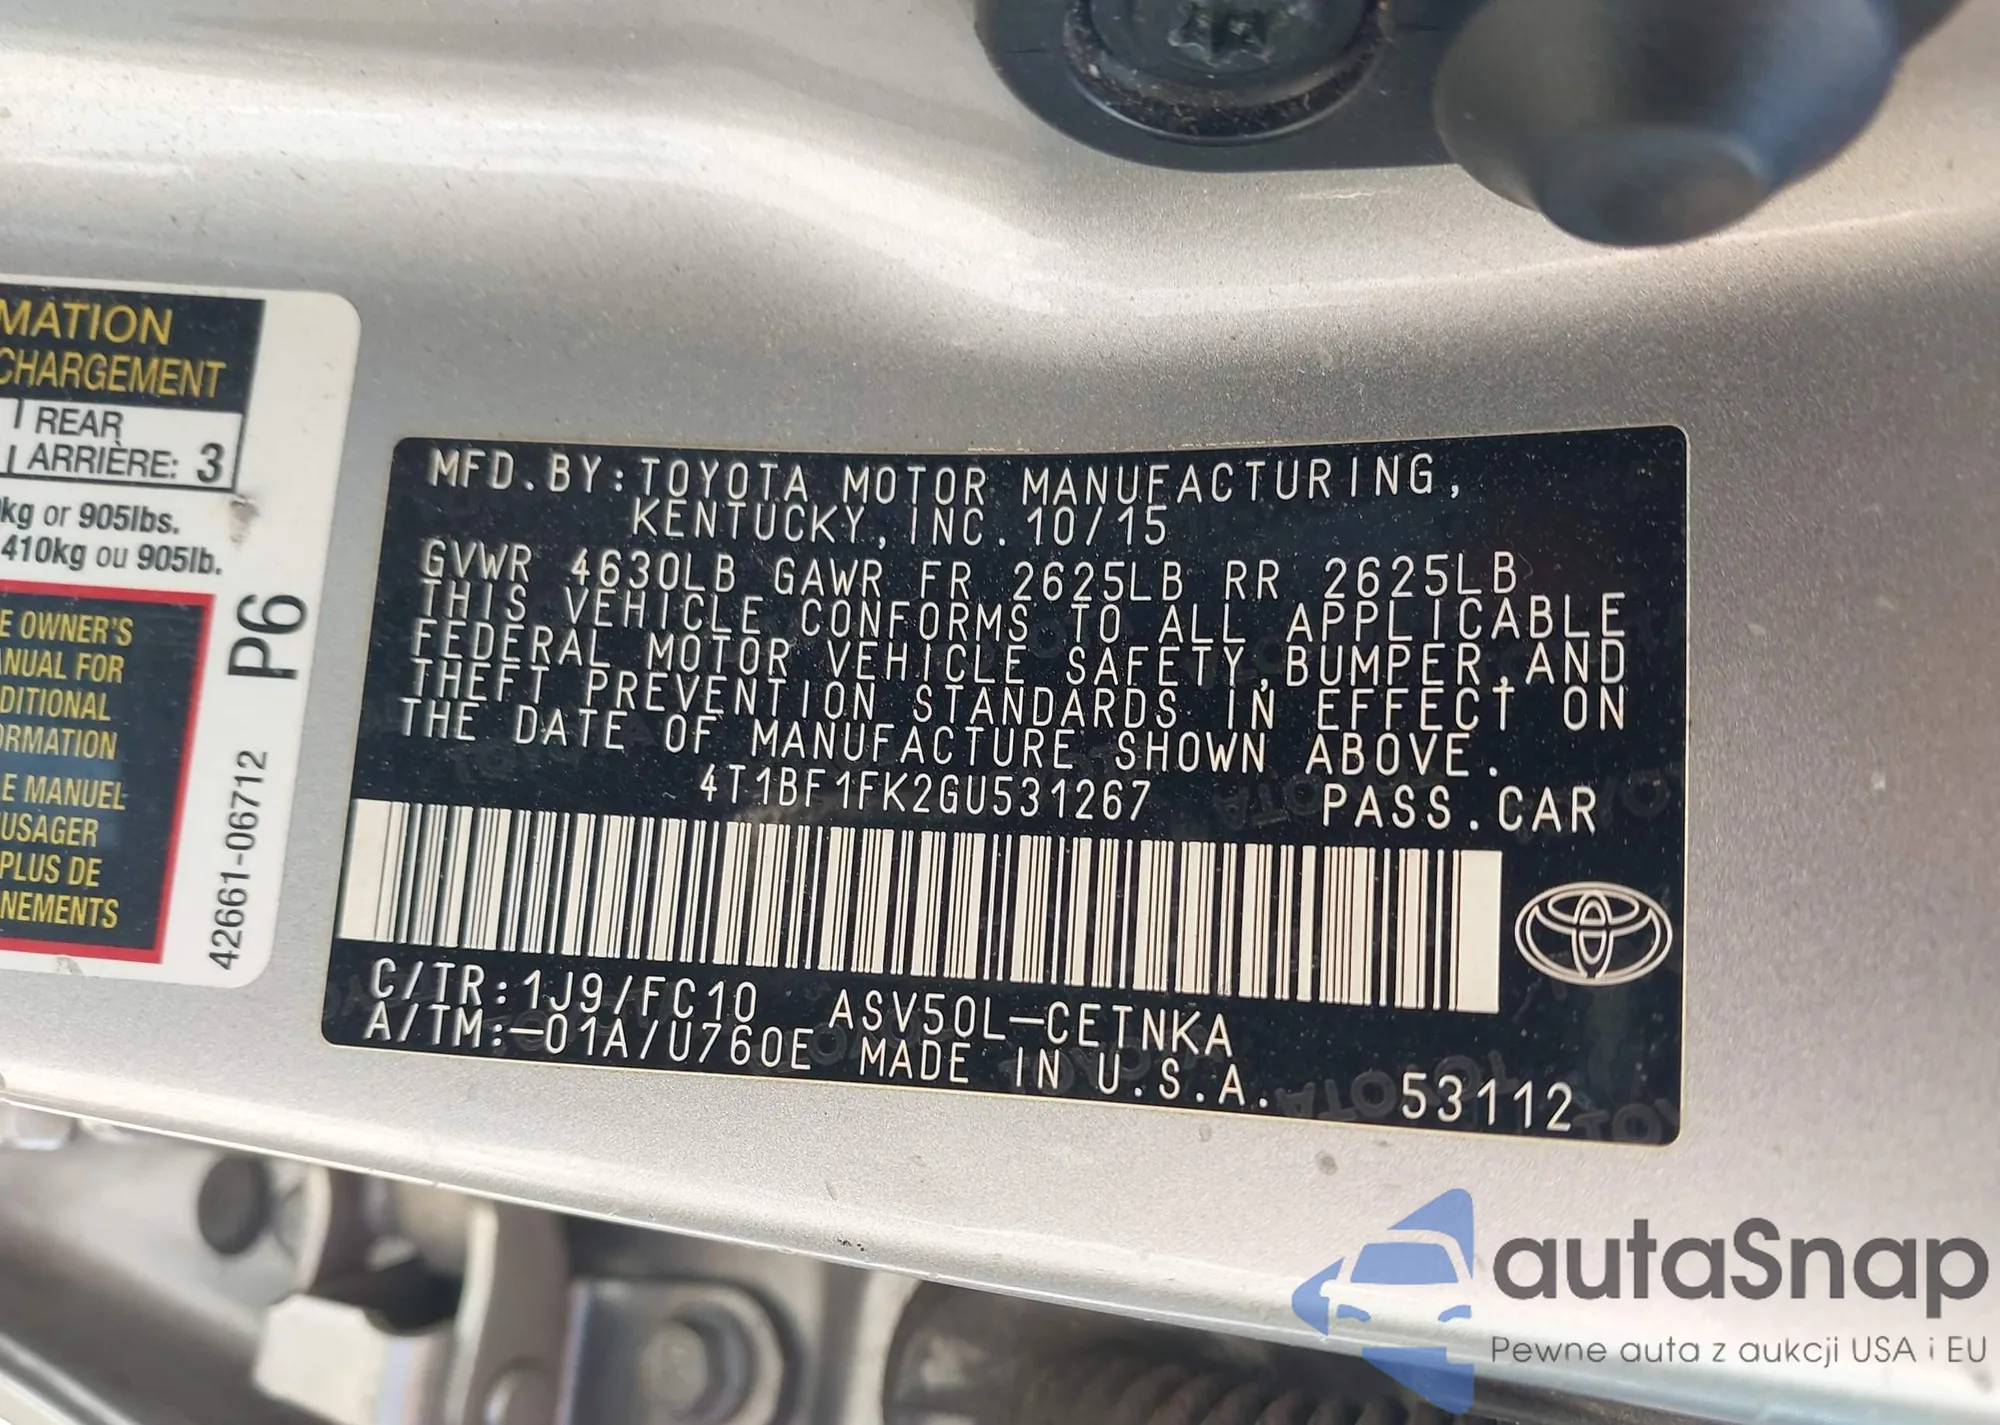 MATION
CHARGEMENT
REAR
ARRIÈRE: 3
kg or 905lbs.
410kg ou 905lb.
E OWNER'S
ANUAL FOR
DITIONAL
ORMATION
E MANUEL
USAGER
PLUS DE
NEMENTS
P6
42661-06712
MFD.BY:TOYOTA MOTOR MANUFACTURING,
KENTUCKY,INC.10/15
GVWR 4630LB GAWR FR 2625LB RR 2625LB
THIS VEHICLE CONFORMS TO ALL APPLICABLE
FEDERAL MOTOR VEHICLE SAFETY,BUMPER,AND
THEFT PREVENTION STANDARDS IN EFFECT ON
THE DATE OF MANUFACTURE SHOWN ABOVE.
4T1BF1FK2GU531267 PASS.CAR
C/TR:1J9/FC10 ASV50L-CETNKA
A/TM:-01A/U760E MADE IN U.S.A. 53112
autaSnap
Pewne auta z aukcji USA i EU